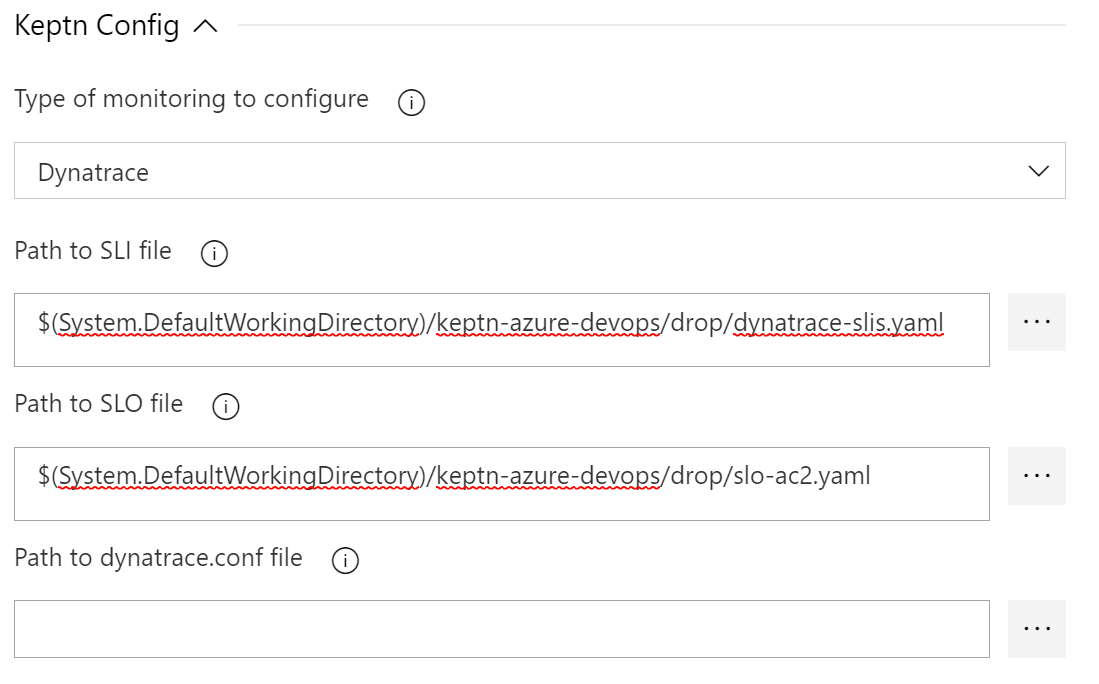 Keptn Config
Type of monitoring to configure
Dynatrace
Path to SLI file
$(System.DefaultWorkingDirectory)/keptn-azure-devops/drop/dynatrace-slis.yaml
Path to SLO file
$(System.DefaultWorkingDirectory)/keptn-azure-devops/drop/slo-ac2.yaml
Path to dynatrace.conf file